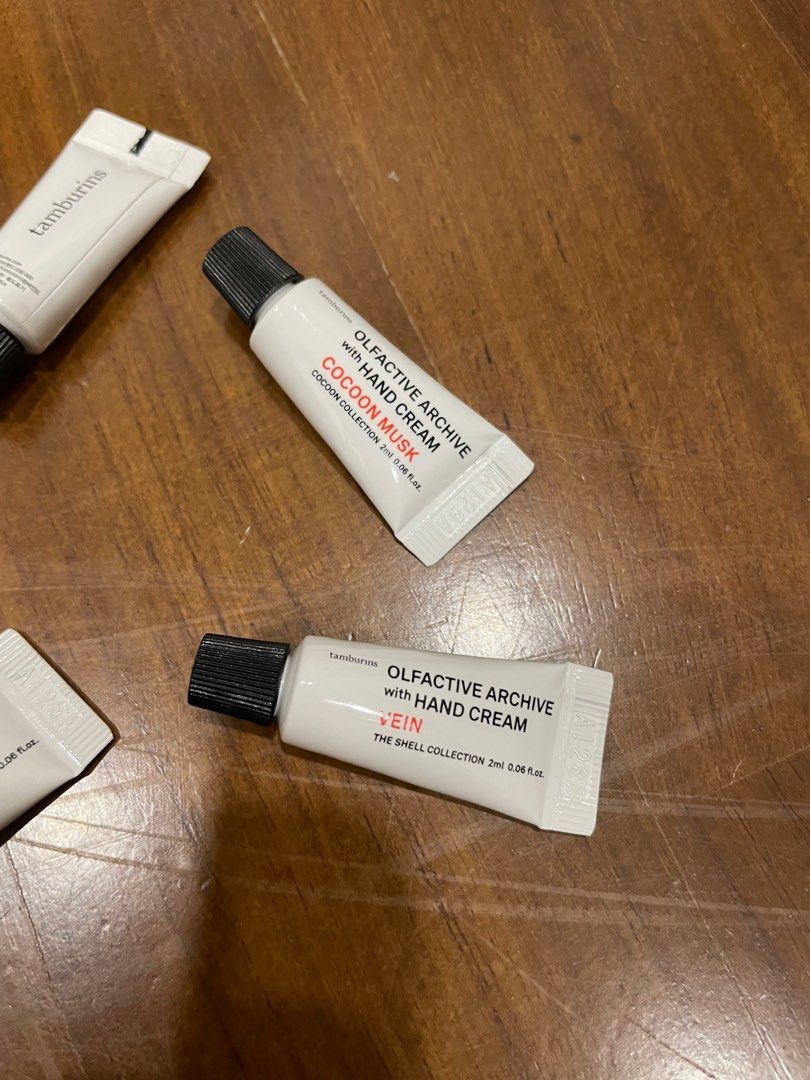 tamburins
tamburins
OLFACTIVE ARCHIVE
with HAND CREAM
COCOON MUSK
COCOON COLLECTION 2ml 0.06 fl.oz.
tamburins
OLFACTIVE ARCHIVE
with HAND CREAM
VEIN
THE SHELL COLLECTION 2ml 0.06 fl.oz.
0.06 fl.oz.